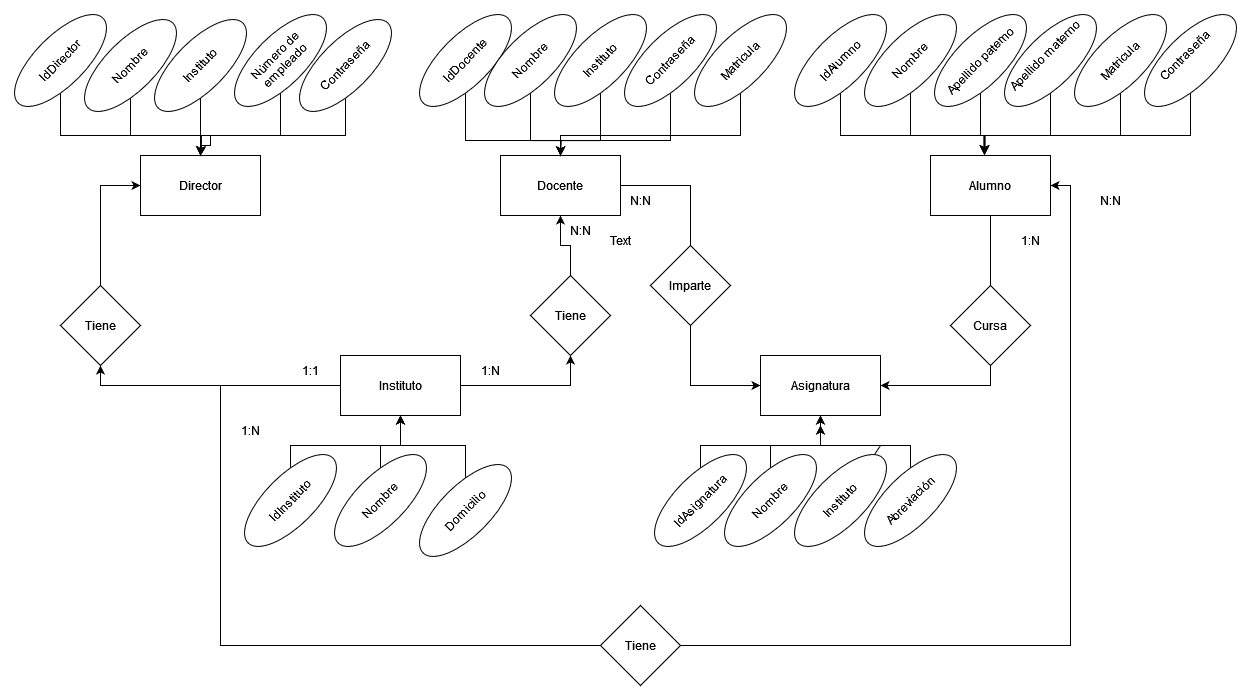 IdDirector
Nombre
Instituto
Número de
empleado
Contraseña
IdDocente
Nombre
Instituto
Contraseña
Matricula
IdAlumno
Nombre
Apellido paterno
Apellido materno
Matricula
Contraseña
Director
Docente
Alumno
N:N
N:N
N:N
Text
1:N
Tiene
Tiene
Imparte
Cursa
1:1
Instituto
1:N
Asignatura
1:N
IdInstituto
Nombre
Domicilio
IdAsignatura
Nombre
Instituto
Abreviación
Tiene